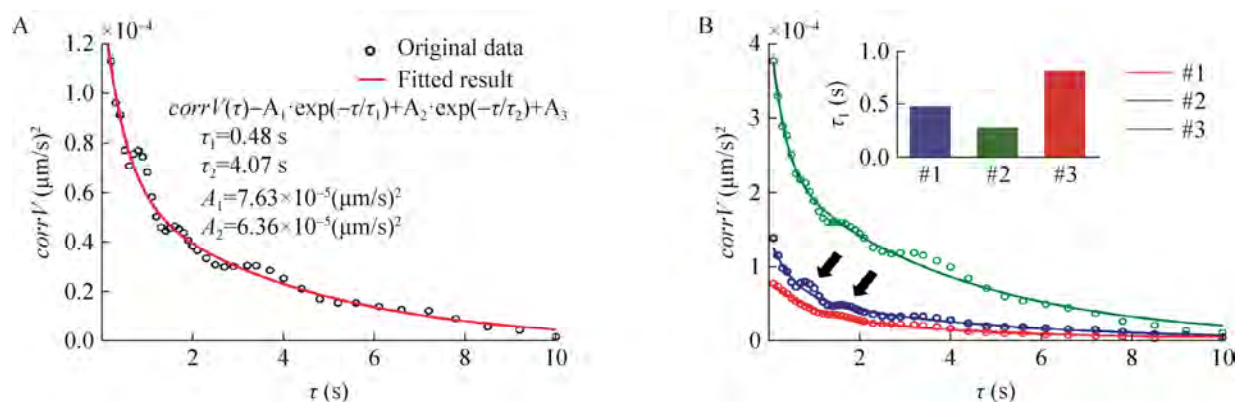 A
×10⁻⁴
1.2
1.0
0.8
0.6
0.4
0.2
0.0
corrV (μm/s)²
Original data
Fitted result
corrV(τ)–A₁·exp(–τ/τ₁)+A₂·exp(–τ/τ₂)+A₃
τ₁=0.48 s
τ₂=4.07 s
A₁=7.63×10⁻⁵(μm/s)²
A₂=6.36×10⁻⁵(μm/s)²
2
4
6
8
10
τ (s)
B
×10⁻⁴
4
3
2
1
0
corrV (μm/s)²
1.0
0.5
0.0
τ₁ (s)
#1
#2
#3
#1
#2
#3
2
4
6
8
10
τ (s)